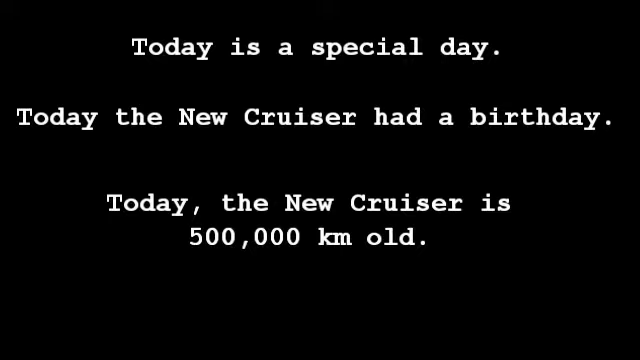 Today is a special day.
Today the New Cruiser had a birthday.
Today, the New Cruiser is
500,000 km old.